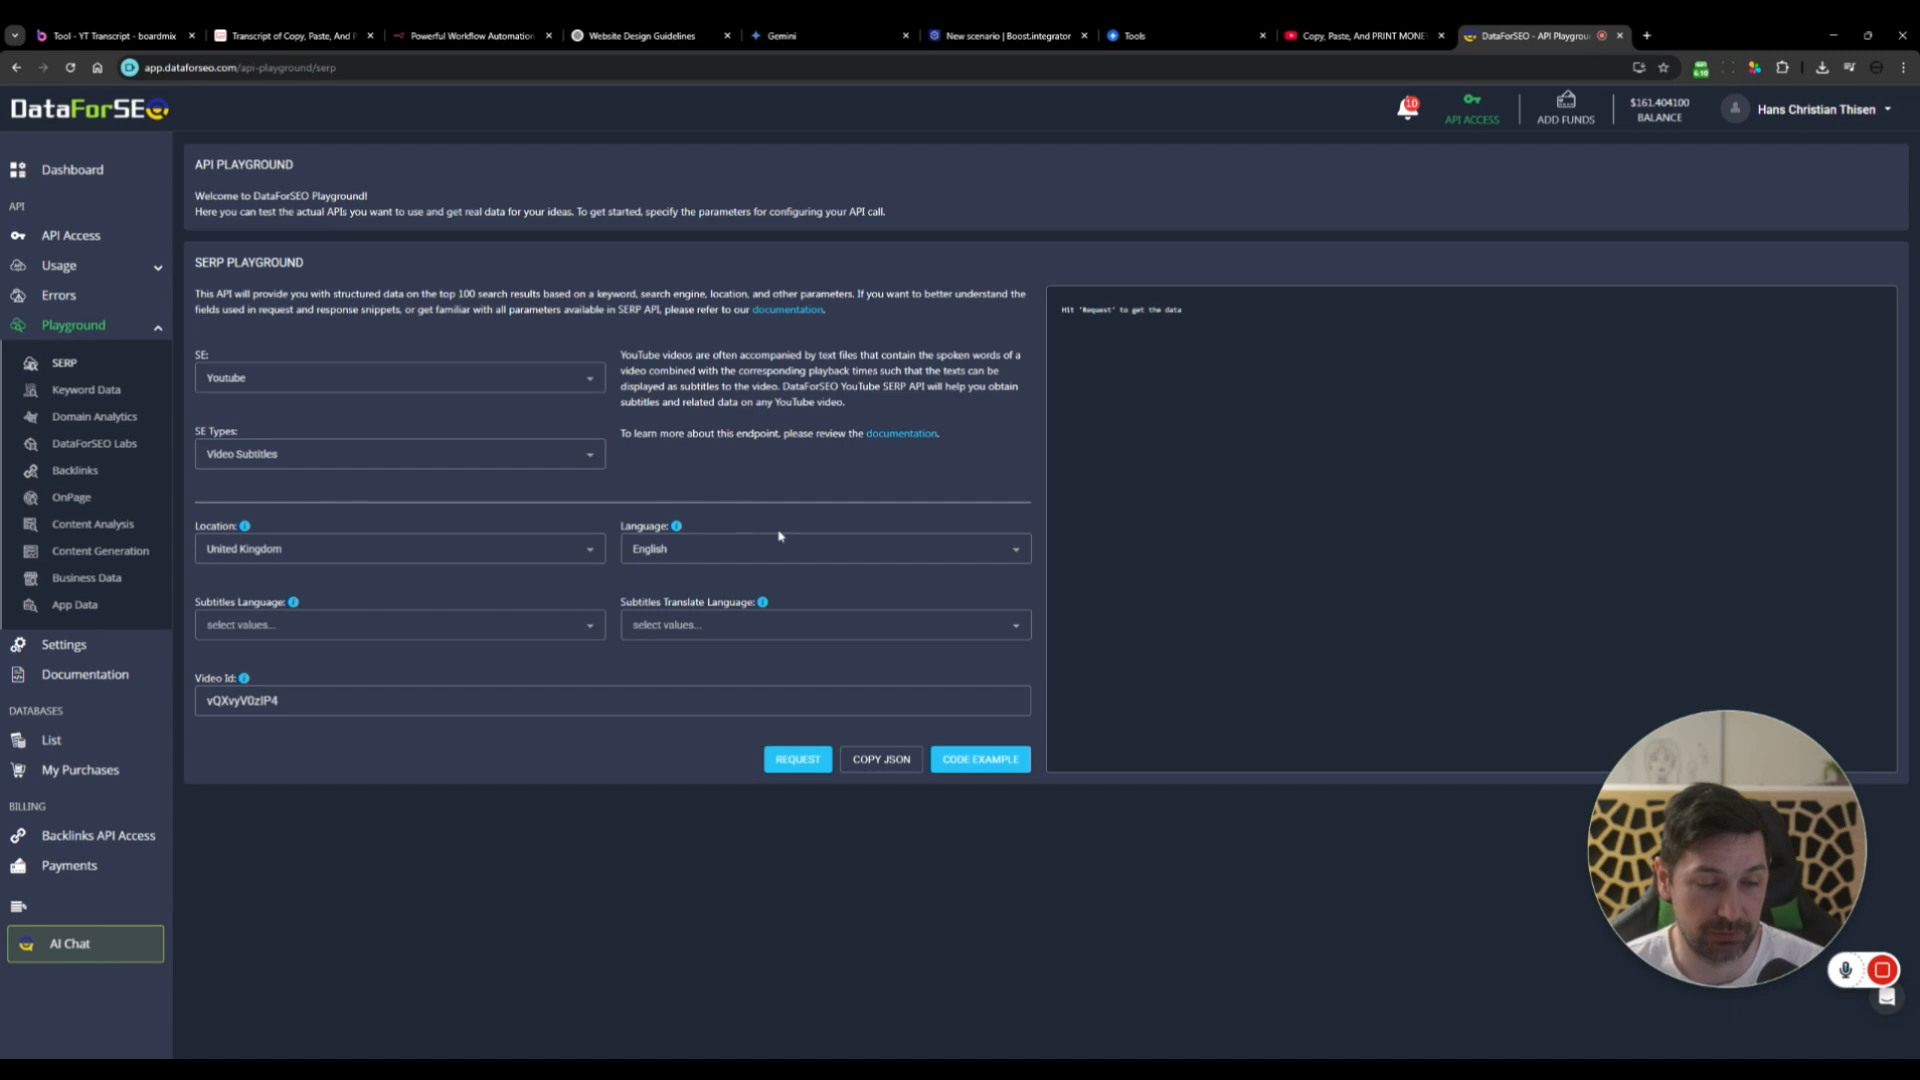 Tool - YT Transcript - boardmix
Transcript of Copy, Paste, And P
Powerful Workflow Automation
Website Design Guidelines
Gemini
New scenario | Boost.integrator
Tools
Copy, Paste, And PRINT MONE
DataForSEO - API Playgroun
app.dataforseo.com/api-playground/serp
6.10
DataForSEO
10
API ACCESS
ADD FUNDS
$161.404100
BALANCE
Hans Christian Thisen
Dashboard
API
API Access
Usage
Errors
Playground
SERP
Keyword Data
Domain Analytics
DataForSEO Labs
Backlinks
OnPage
Content Analysis
Content Generation
Business Data
App Data
Settings
Documentation
DATABASES
List
My Purchases
BILLING
Backlinks API Access
Payments
AI Chat
API PLAYGROUND
Welcome to DataForSEO Playground!
Here you can test the actual APIs you want to use and get real data for your ideas. To get started, specify the parameters for configuring your API call.
SERP PLAYGROUND
This API will provide you with structured data on the top 100 search results based on a keyword, search engine, location, and other parameters. If you want to better understand the
fields used in request and response snippets, or get familiar with all parameters available in SERP API, please refer to our documentation.
SE:
Youtube
SE Types:
Video Subtitles
YouTube videos are often accompanied by text files that contain the spoken words of a
video combined with the corresponding playback times such that the texts can be
displayed as subtitles to the video. DataForSEO YouTube SERP API will help you obtain
subtitles and related data on any YouTube video.
To learn more about this endpoint, please review the documentation.
Location:
United Kingdom
Language:
English
Subtitles Language:
select values...
Subtitles Translate Language:
select values...
Video Id:
vQXvyV0zIP4
REQUEST
COPY JSON
CODE EXAMPLE
Hit 'Request' to get the data